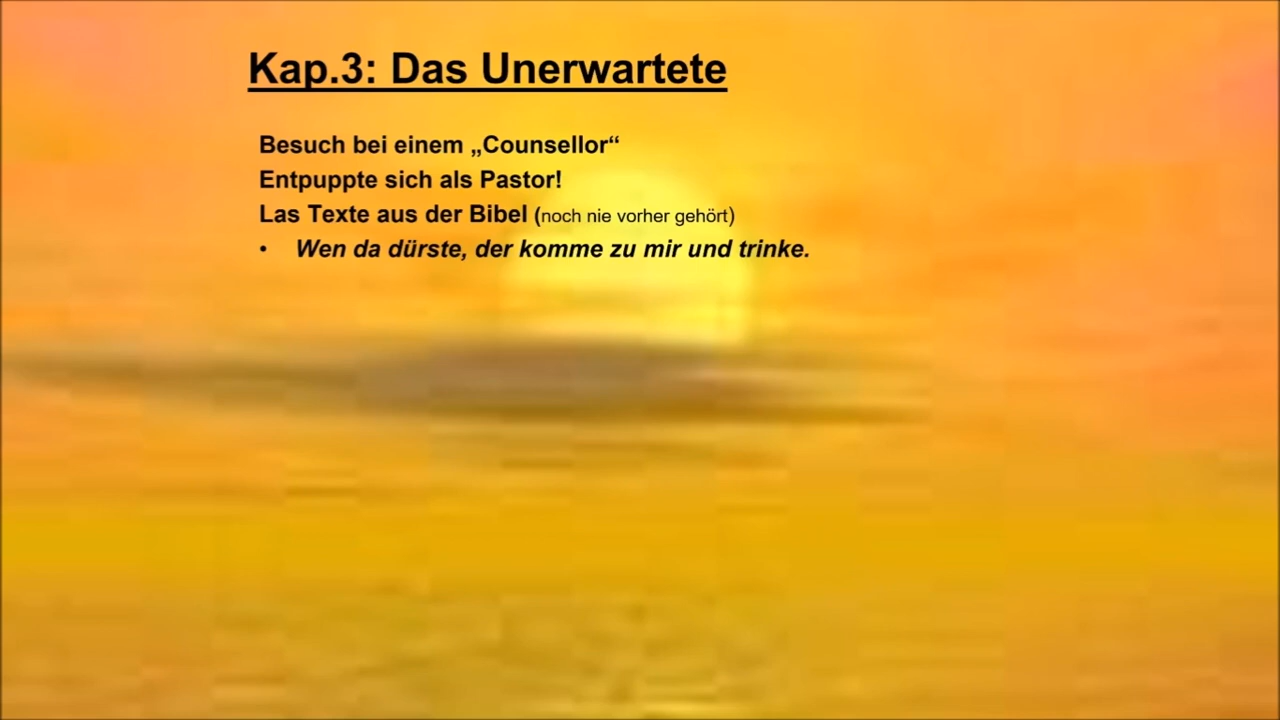 Kap.3: Das Unerwartete
Besuch bei einem „Counsellor“
Entpuppte sich als Pastor!
Las Texte aus der Bibel (noch nie vorher gehört)
• Wen da dürste, der komme zu mir und trinke.